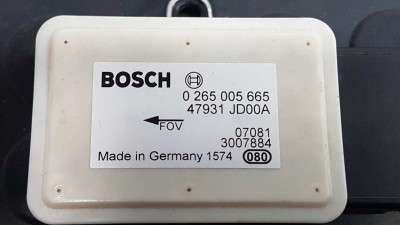 BOSCH
0 265 005 665
47931 JD00A
FOV
07081
3007884
Made in Germany 1574 080